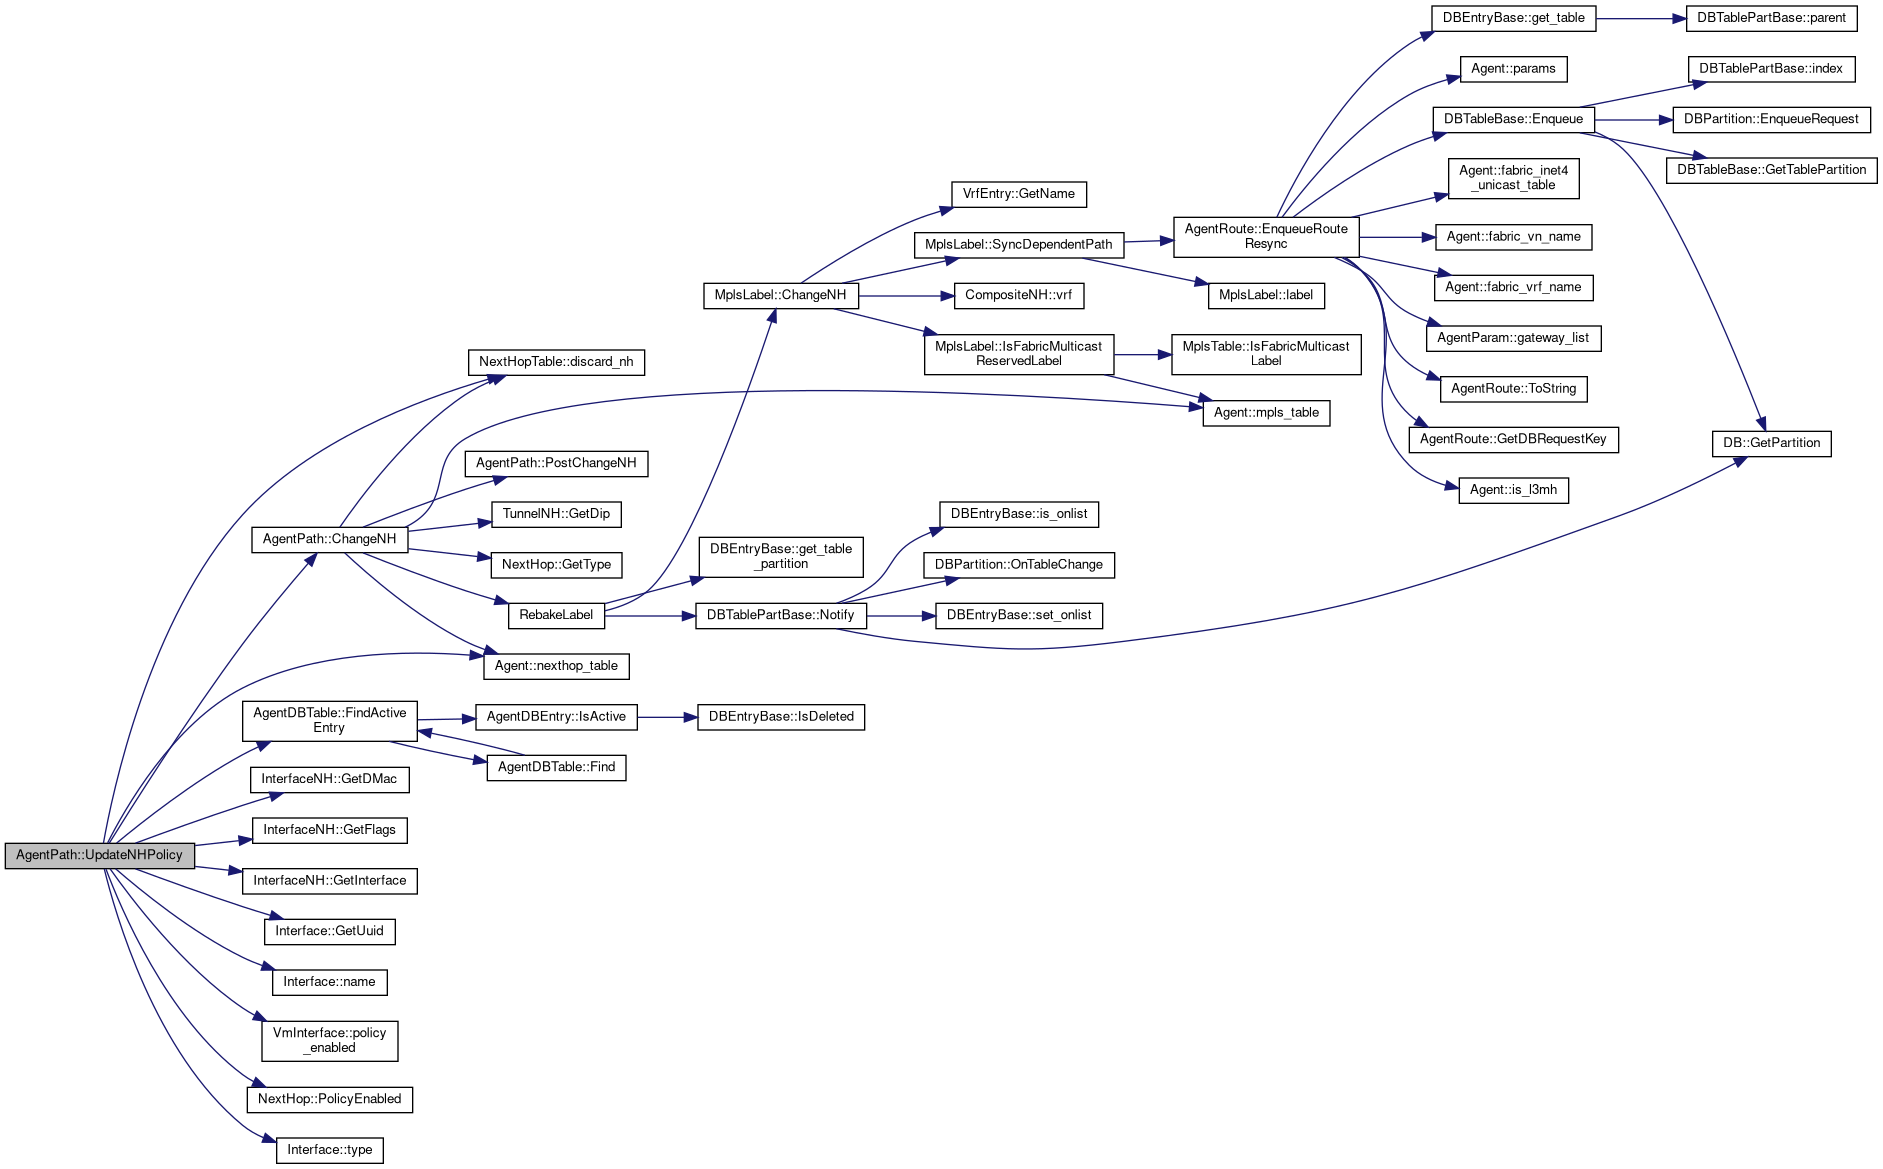 DBEntryBase::get_table
DBTablePartBase::parent
Agent::params
DBTablePartBase::index
DBTableBase::Enqueue
DBPartition::EnqueueRequest
DBTableBase::GetTablePartition
Agent::fabric_inet4
_unicast_table
VrfEntry::GetName
AgentRoute::EnqueueRoute
Resync
Agent::fabric_vn_name
MplsLabel::SyncDependentPath
Agent::fabric_vrf_name
MplsLabel::ChangeNH
CompositeNH::vrf
MplsLabel::label
AgentParam::gateway_list
MplsLabel::IsFabricMulticast
ReservedLabel
MplsTable::IsFabricMulticast
Label
NextHopTable::discard_nh
AgentRoute::ToString
Agent::mpls_table
AgentRoute::GetDBRequestKey
DB::GetPartition
AgentPath::PostChangeNH
Agent::is_l3mh
TunnelNH::GetDip
DBEntryBase::is_onlist
AgentPath::ChangeNH
DBEntryBase::get_table
_partition
NextHop::GetType
DBPartition::OnTableChange
RebakeLabel
DBTablePartBase::Notify
DBEntryBase::set_onlist
Agent::nexthop_table
AgentDBTable::FindActive
Entry
AgentDBEntry::IsActive
DBEntryBase::IsDeleted
AgentDBTable::Find
InterfaceNH::GetDMac
InterfaceNH::GetFlags
AgentPath::UpdateNHPolicy
InterfaceNH::GetInterface
Interface::GetUuid
Interface::name
VmInterface::policy
_enabled
NextHop::PolicyEnabled
Interface::type